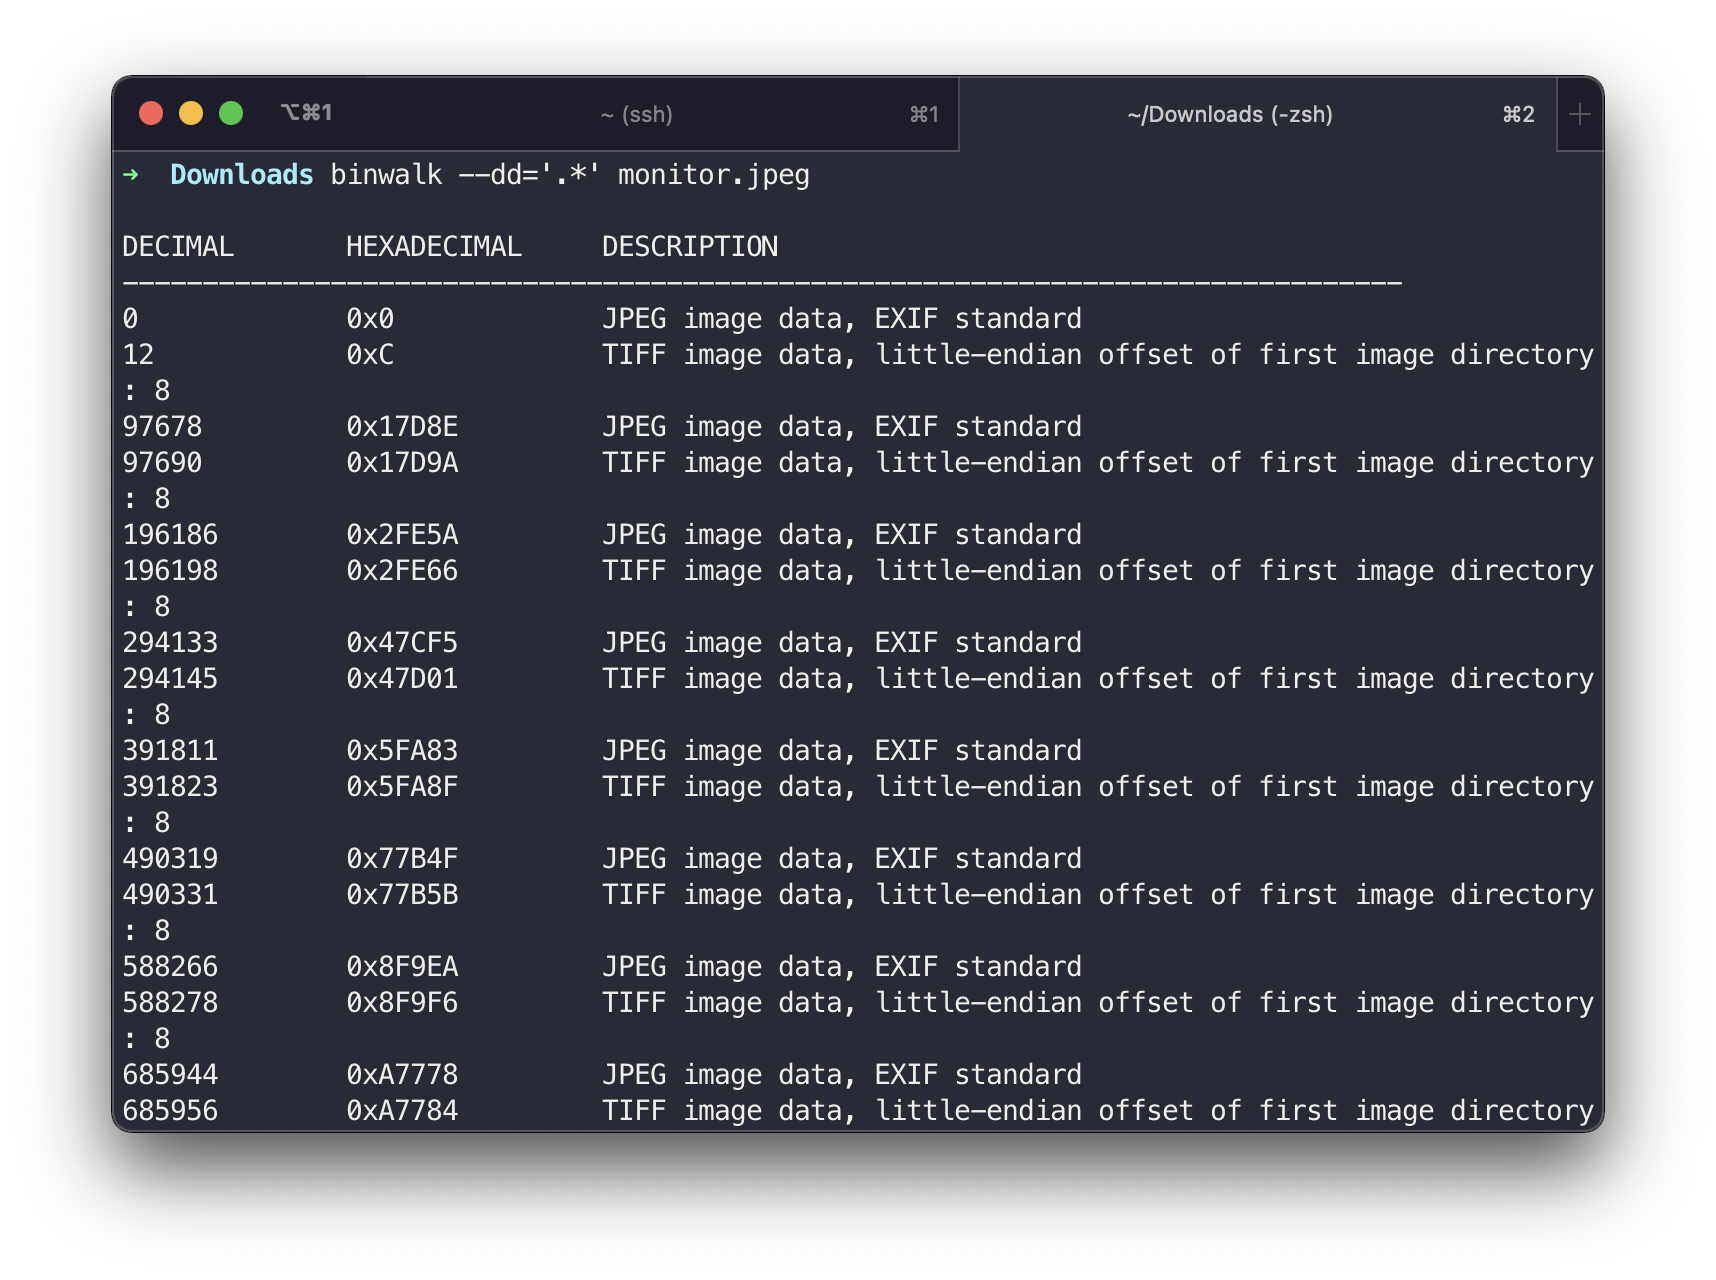 ⌥⌘1 ~ (ssh) ⌘1 ~/Downloads (-zsh) ⌘2 +
➜ Downloads binwalk --dd='.*' monitor.jpeg
DECIMAL HEXADECIMAL DESCRIPTION
--------------------------------------------------------------------------------
0 0x0 JPEG image data, EXIF standard
12 0xC TIFF image data, little-endian offset of first image directory
: 8
97678 0x17D8E JPEG image data, EXIF standard
97690 0x17D9A TIFF image data, little-endian offset of first image directory
: 8
196186 0x2FE5A JPEG image data, EXIF standard
196198 0x2FE66 TIFF image data, little-endian offset of first image directory
: 8
294133 0x47CF5 JPEG image data, EXIF standard
294145 0x47D01 TIFF image data, little-endian offset of first image directory
: 8
391811 0x5FA83 JPEG image data, EXIF standard
391823 0x5FA8F TIFF image data, little-endian offset of first image directory
: 8
490319 0x77B4F JPEG image data, EXIF standard
490331 0x77B5B TIFF image data, little-endian offset of first image directory
: 8
588266 0x8F9EA JPEG image data, EXIF standard
588278 0x8F9F6 TIFF image data, little-endian offset of first image directory
: 8
685944 0xA7778 JPEG image data, EXIF standard
685956 0xA7784 TIFF image data, little-endian offset of first image directory